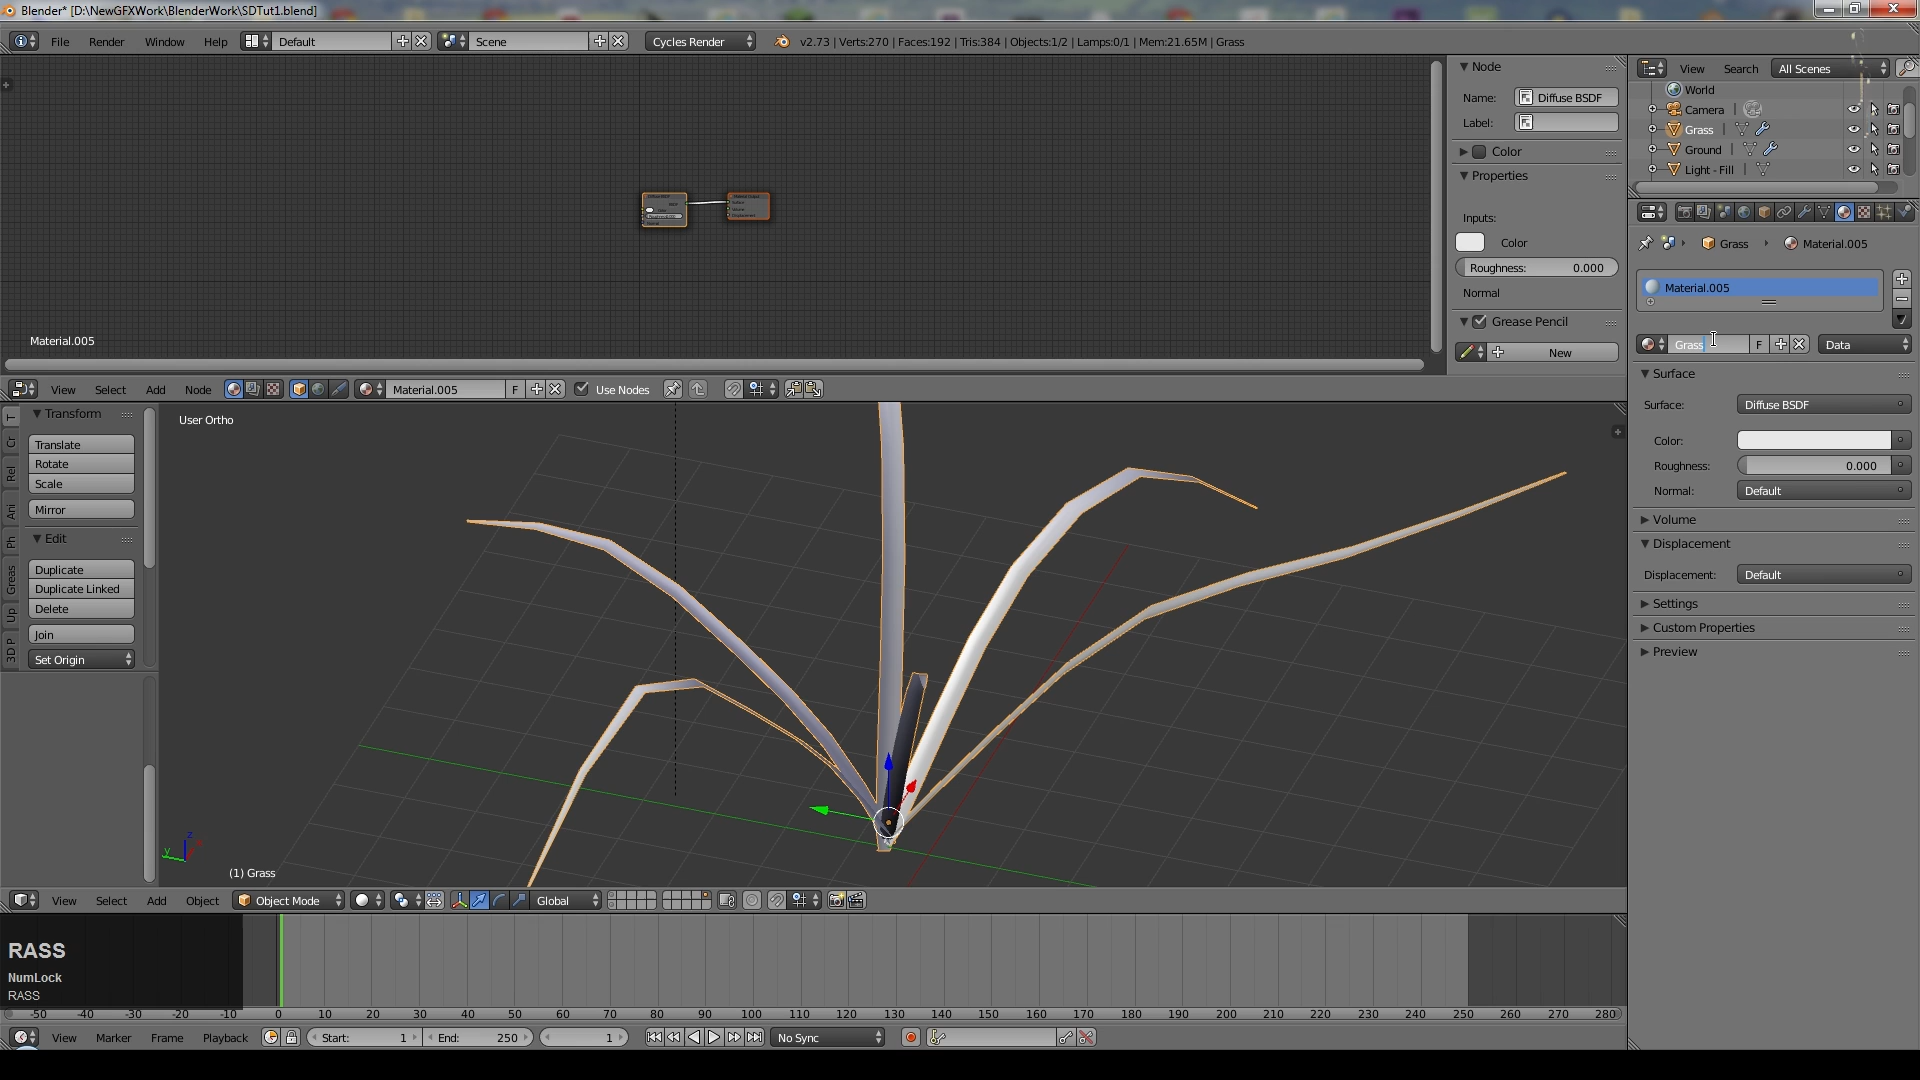 Blender* [D:\NewGFXWork\BlenderWork\SDTut1.blend]
File Render Window Help Default Scene Cycles Render v2.73 | Verts:270 | Faces:192 | Tris:384 | Objects:1/2 | Lamps:0/1 | Mem:21.65M | Grass
Node
Name: Diffuse BSDF
Label:
Color
Properties
Inputs:
Color
Roughness: 0.000
Normal
Grease Pencil
New
Material.005
View Select Add Node Material.005 F Use Nodes
View Search All Scenes
World
Camera
Grass
Ground
Light - Fill
Grass Material.005
Material.005
Grass F Data
Surface
Surface: Diffuse BSDF
Color:
Roughness: 0.000
Normal: Default
Volume
Displacement
Displacement: Default
Settings
Custom Properties
Preview
T
Cr
Rel
Ani
Ph
Greas
Up
3D P
Transform
Translate
Rotate
Scale
Mirror
Edit
Duplicate
Duplicate Linked
Delete
Join
Set Origin
User Ortho
z
y
(1) Grass
View Select Add Object Object Mode Global
RASS
NumLock
RASS
-50 -40 -30 -20 -10 0 10 20 30 40 50 60 70 80 90 100 110 120 130 140 150 160 170 180 190 200 210 220 230 240 250 260 270 280
View Marker Frame Playback Start: 1 End: 250 1 No Sync